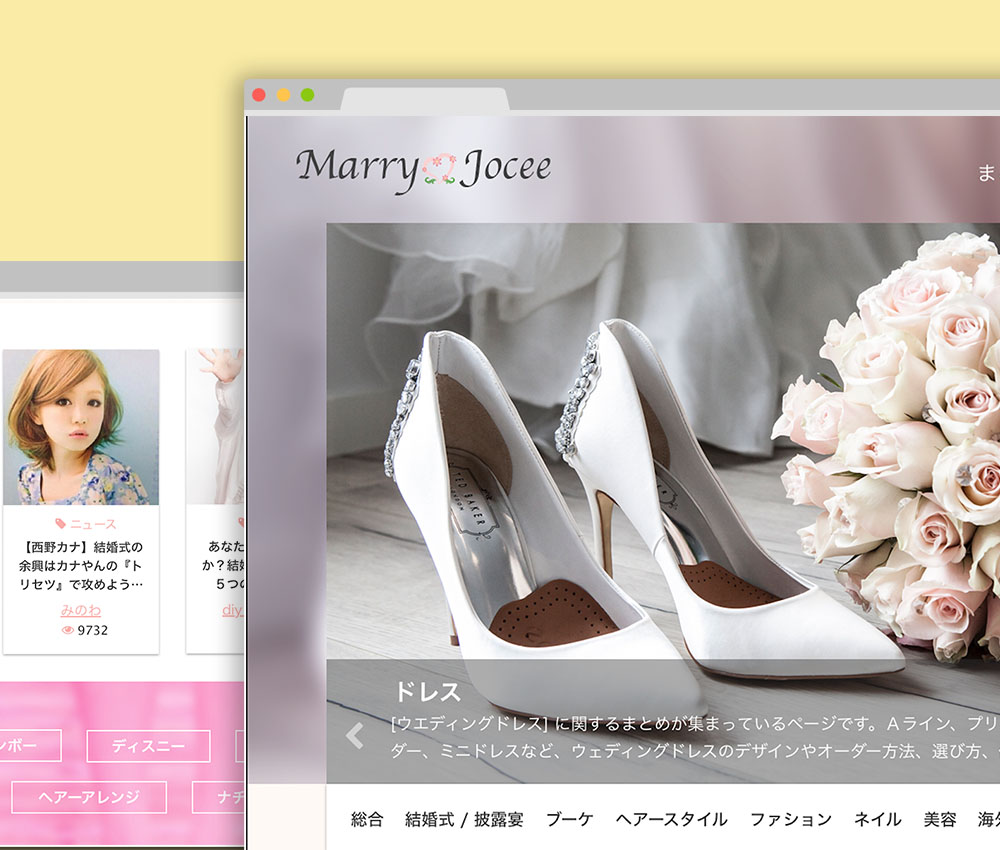 Marry Jocee
ま
TED BAKER
LONDON
ドレス
[ウエディングドレス] に関するまとめが集まっているページです。Aライン、プリ
ダー、ミニドレスなど、ウェディングドレスのデザインやオーダー方法、選び方、
総合 結婚式 / 披露宴 ブーケ ヘアースタイル ファッション ネイル 美容 海外
ニュース
【西野カナ】結婚式の
余興はカナやんの『ト
リセツ』で攻めよう…
みのわ
9732
あなた
か？結婚
５つの
diy
ンボー
ディスニー
ヘアーアレンジ
ナチ